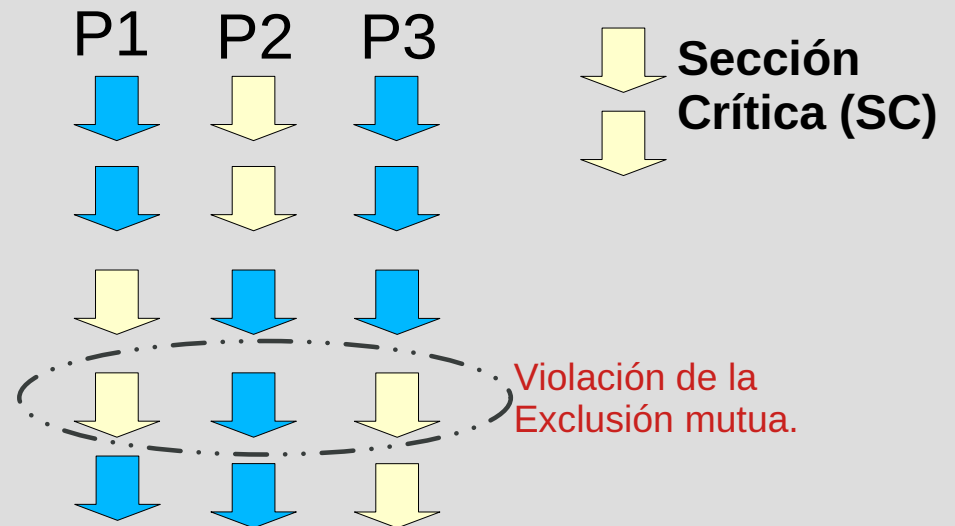 P1 P2 P3
Sección
Crítica (SC)
Violación de la
Exclusión mutua.